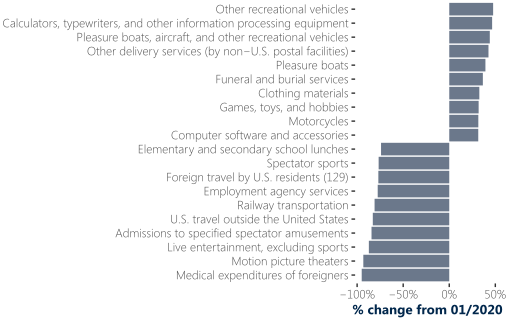 Other recreational vehicles
Calculators, typewriters, and other information processing equipment
Pleasure boats, aircraft, and other recreational vehicles
Other delivery services (by non-U.S. postal facilities)
Pleasure boats
Funeral and burial services
Clothing materials
Games, toys, and hobbies
Motorcycles
Computer software and accessories
Elementary and secondary school lunches
Spectator sports
Foreign travel by U.S. residents (129)
Employment agency services
Railway transportation
U.S. travel outside the United States
Admissions to specified spectator amusements
Live entertainment, excluding sports
Motion picture theaters
Medical expenditures of foreigners
−100% −50% 0% 50%
% change from 01/2020